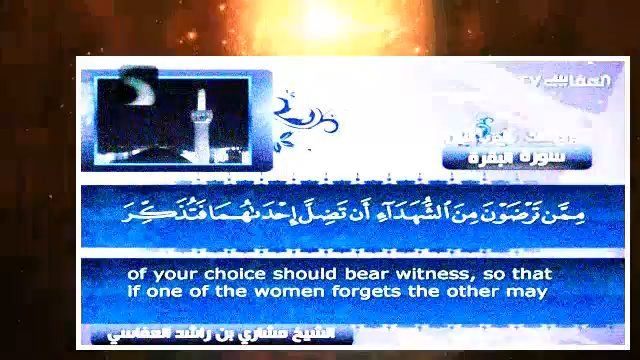 العفاسي
سورة البقرة
مِمَّن تَرْضَوْنَ مِنَ ٱلشُّهَدَآءِ أَن تَضِلَّ إِحْدَىٰهُمَا فَتُذَكِّرَ
of your choice should bear witness, so that
if one of the women forgets the other may
الشيخ مشاري بن راشد العفاسي